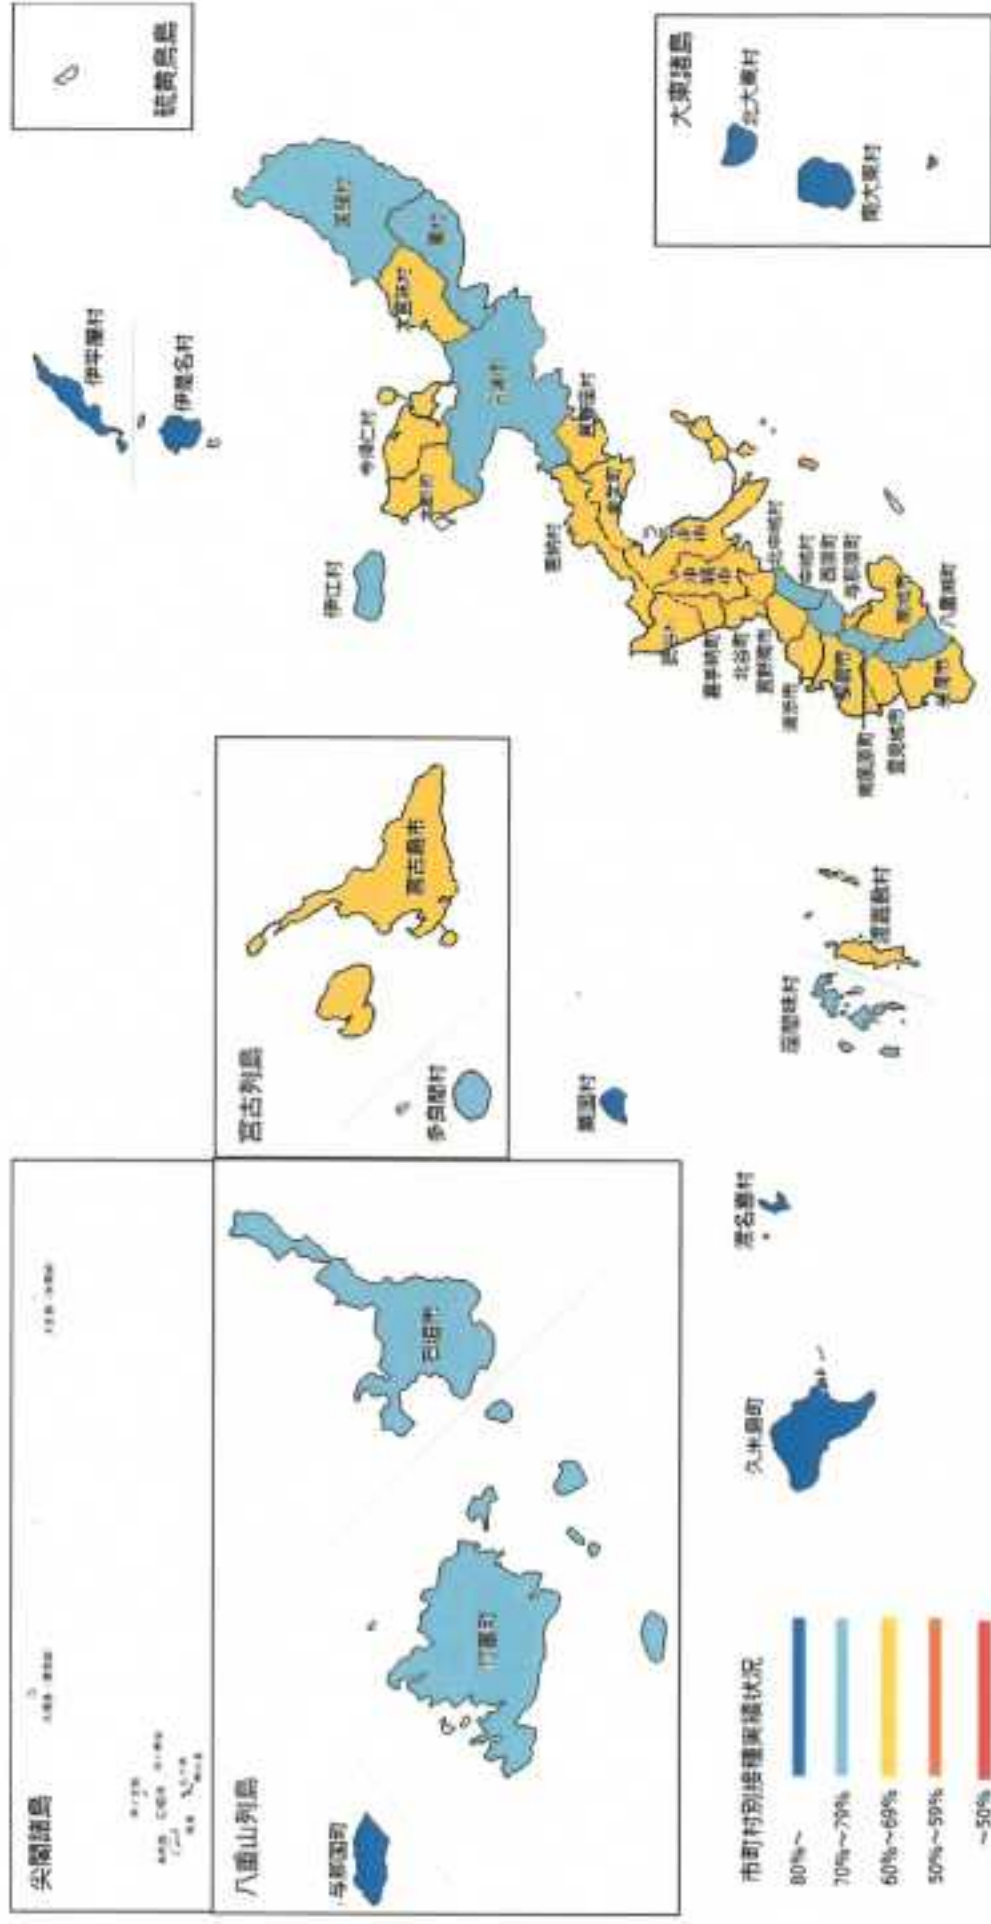 尖閣諸島
八重山列島
与那国町
竹富町
石垣市
宮古列島
多良間村
宮古島市
硫黄鳥島
伊平屋村
伊是名村
伊江村
今帰仁村
本部町
国頭村
東村
大宜味村
名護市
宜野座村
金武町
恩納村
うるま市
沖縄市
読谷村
嘉手納町
北谷町
宜野湾市
浦添市
那覇市
南風原町
豊見城市
糸満市
北中城村
中城村
西原町
与那原町
南城市
八重瀬町
大東諸島
北大東村
南大東村
粟国村
座間味村
渡嘉敷村
渡名喜村
久米島町
市町村別接種実績状況
80%~
70%~79%
60%~69%
50%~59%
~50%